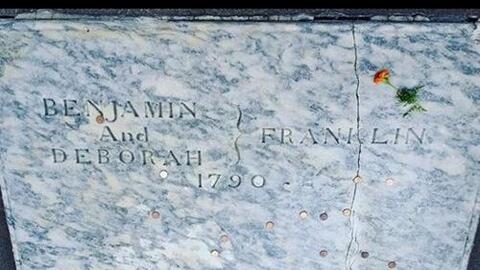 BENJAMIN
And
DEBORAH
FRANKLIN
1790